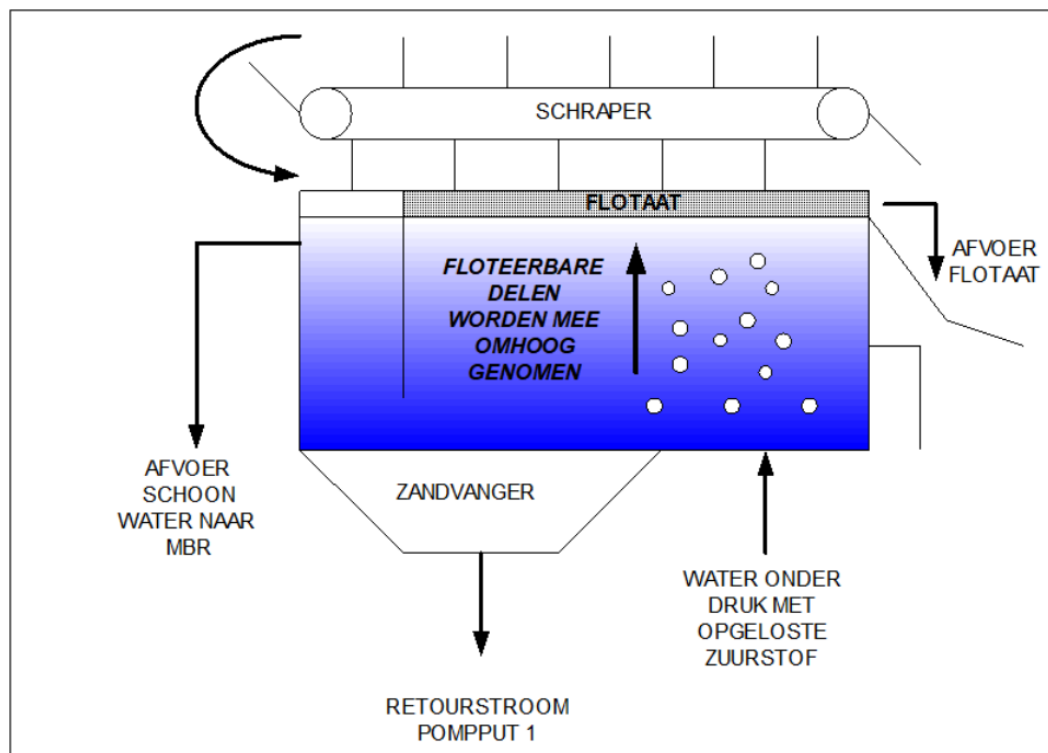 SCHRAPER
FLOTAAT
FLOTEERBARE
DELEN
WORDEN MEE
OMHOOG
GENOMEN
AFVOER
FLOTAAT
AFVOER
SCHOON
WATER NAAR
MBR
ZANDVANGER
WATER ONDER
DRUK MET
OPGELOSTE
ZUURSTOF
RETOURSTROOM
POMPPUT 1